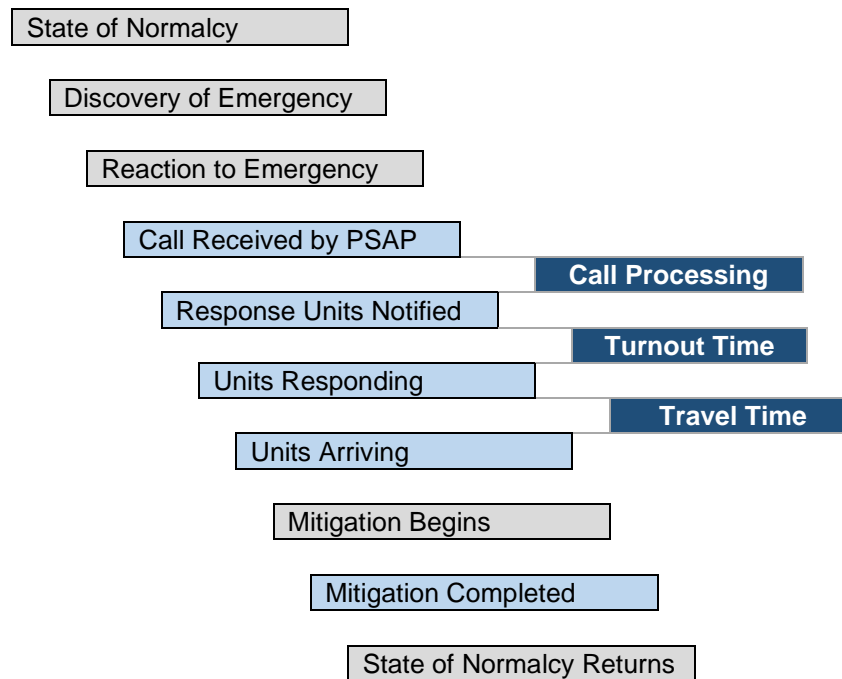 State of Normalcy
Discovery of Emergency
Reaction to Emergency
Call Received by PSAP
Call Processing
Response Units Notified
Turnout Time
Units Responding
Travel Time
Units Arriving
Mitigation Begins
Mitigation Completed
State of Normalcy Returns